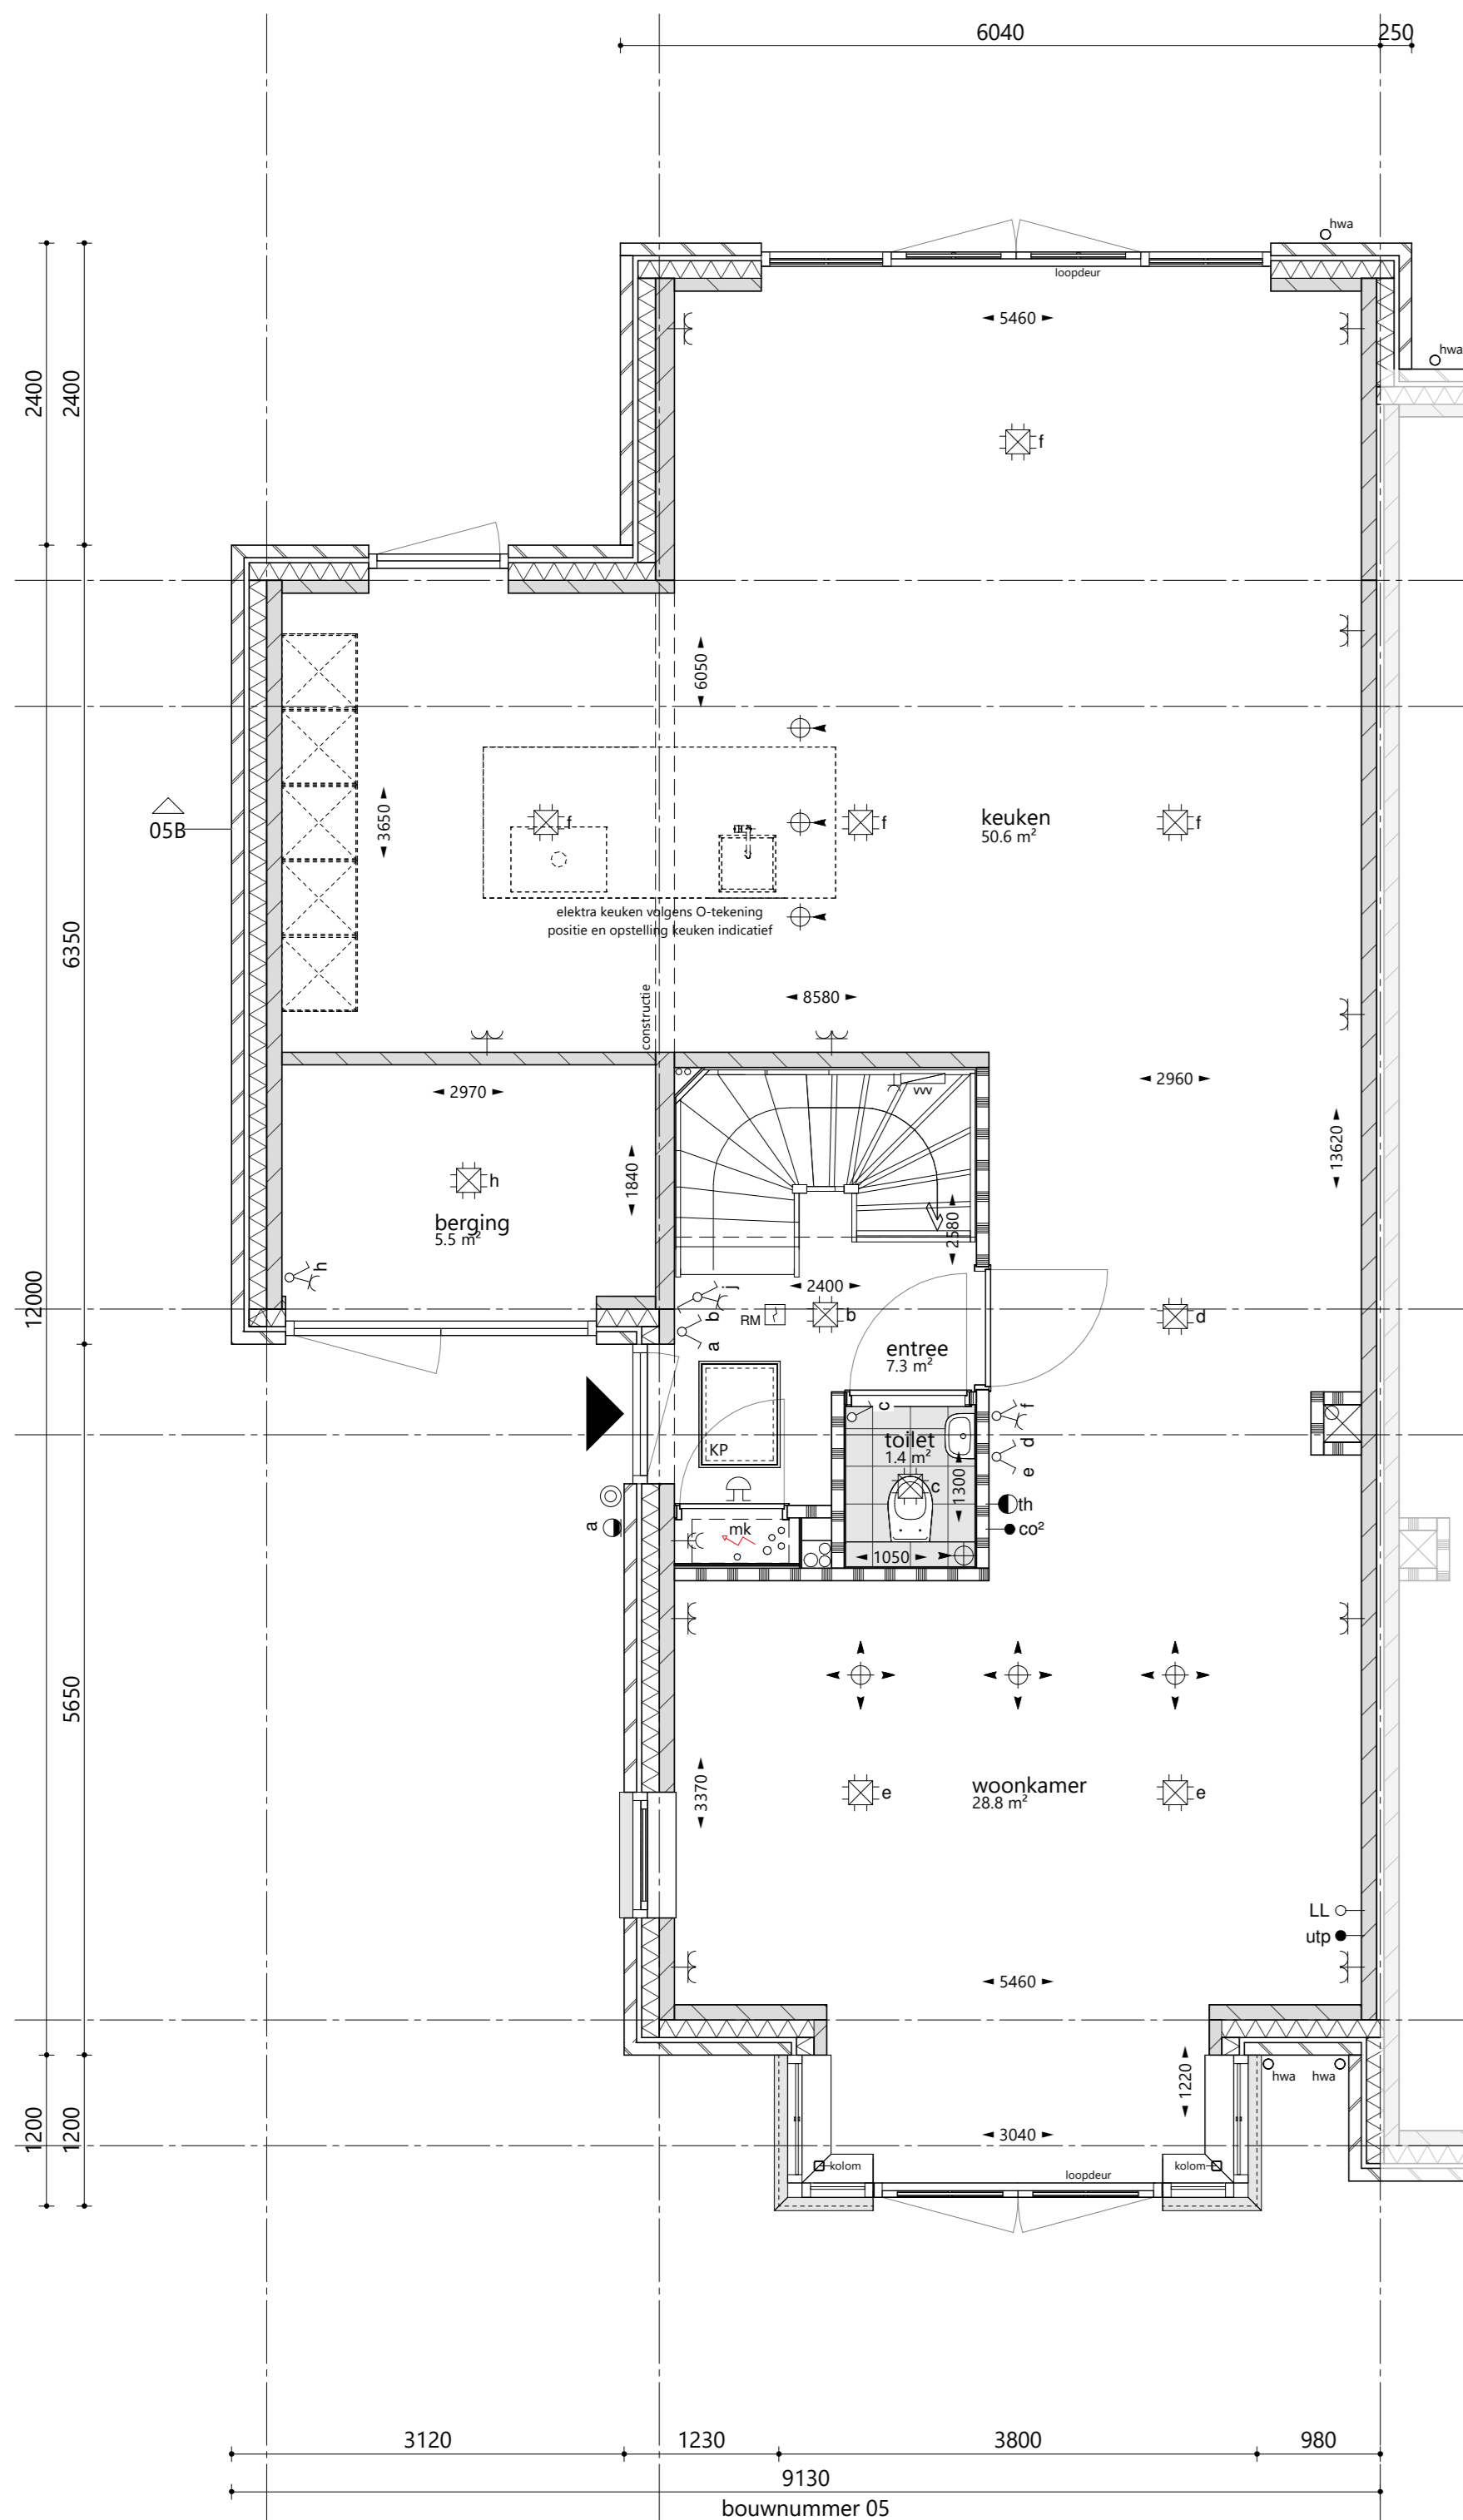 6040
250
hwa
loopdeur
5460
hwa
2400
2400
f
6050
05B
3650
f
f
keuken
50.6 m²
f
elektra keuken volgens O-tekening
positie en opstelling keuken indicatief
6350
constructie
8580
2970
vvv
2960
13620
1840
h
berging
5.5 m²
2580
h
12000
2400
j
b
RM
b
d
a
entree
7.3 m²
c
f
toilet
1.4 m²
d
KP
e
c
1300
th
a
mk
co²
1050
5650
3370
e
woonkamer
28.8 m²
e
LL
utp
5460
1220
hwa
hwa
1200
1200
3040
kolom
loopdeur
kolom
3120
1230
3800
980
9130
bouwnummer 05